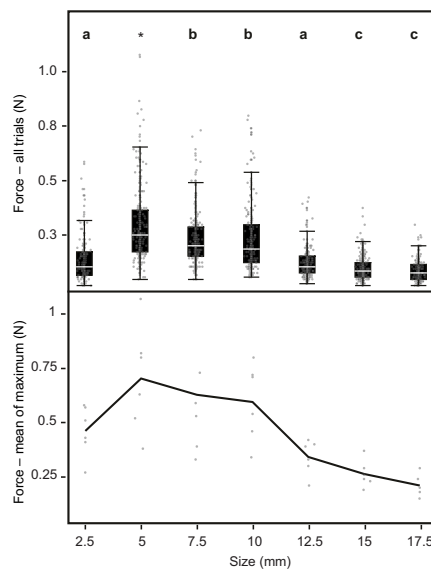 a * b b a c c
1.0
0.8
0.5
0.3
Force – all trials (N)
1
0.75
0.5
0.25
Force – mean of maximum (N)
2.5 5 7.5 10 12.5 15 17.5
Size (mm)